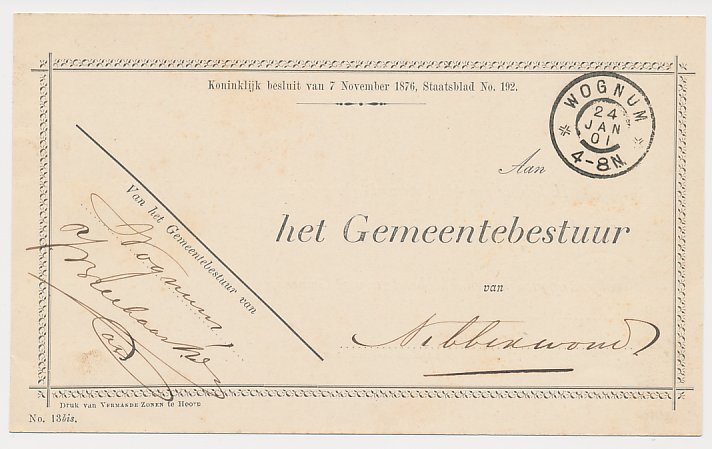 Koninklijk besluit van 7 November 1876, Staatsblad No. 192.
WOGNUM
24
JAN
01
4-8N.
Aan
het Gemeentebestuur
van
Nibbixwoud
Van het Gemeentebestuur van
Wognum
Druk van VERMANDE ZONEN te HOORN
No. 13bis.